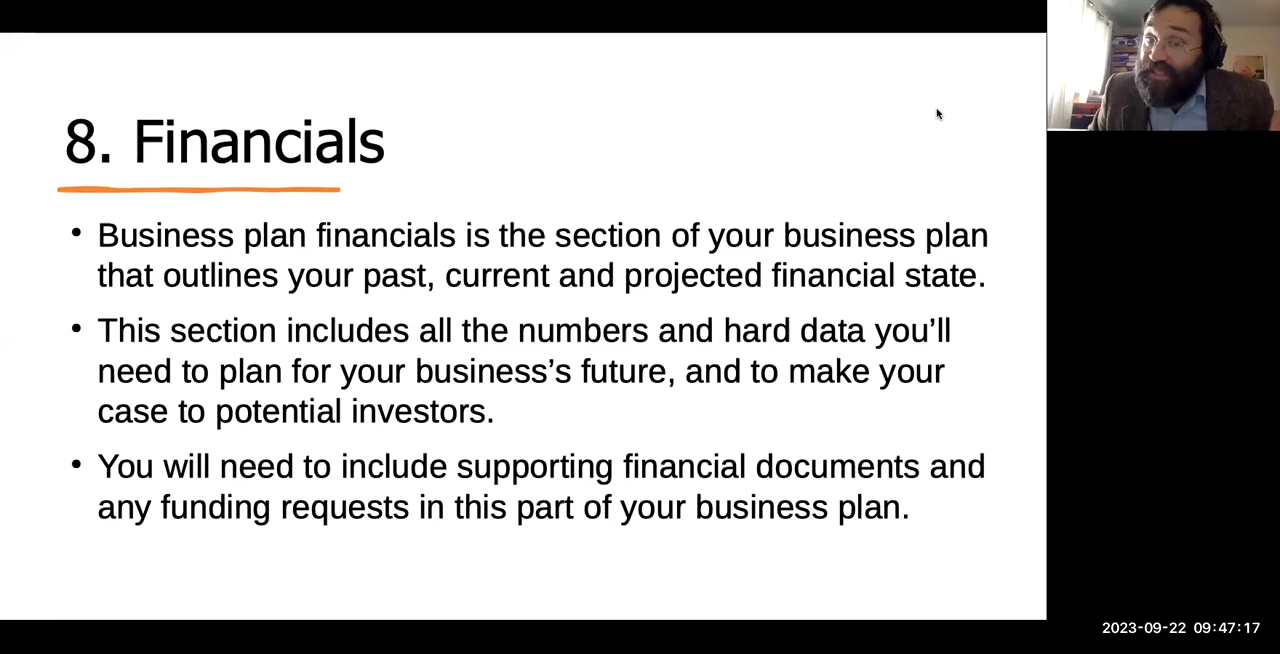 8. Financials
• Business plan financials is the section of your business plan
that outlines your past, current and projected financial state.
• This section includes all the numbers and hard data you’ll
need to plan for your business’s future, and to make your
case to potential investors.
• You will need to include supporting financial documents and
any funding requests in this part of your business plan.
2023-09-22 09:47:17